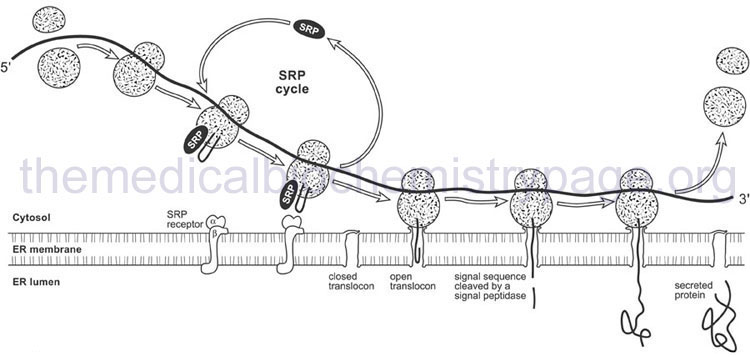 SRP
SRP
cycle
5'
SRP
SRP
themedicalbiochemistrypage.org
3'
Cytosol
SRP
receptor
α
β
ER membrane
ER lumen
closed
translocon
open
translocon
signal sequence
cleaved by a
signal peptidase
secreted
protein